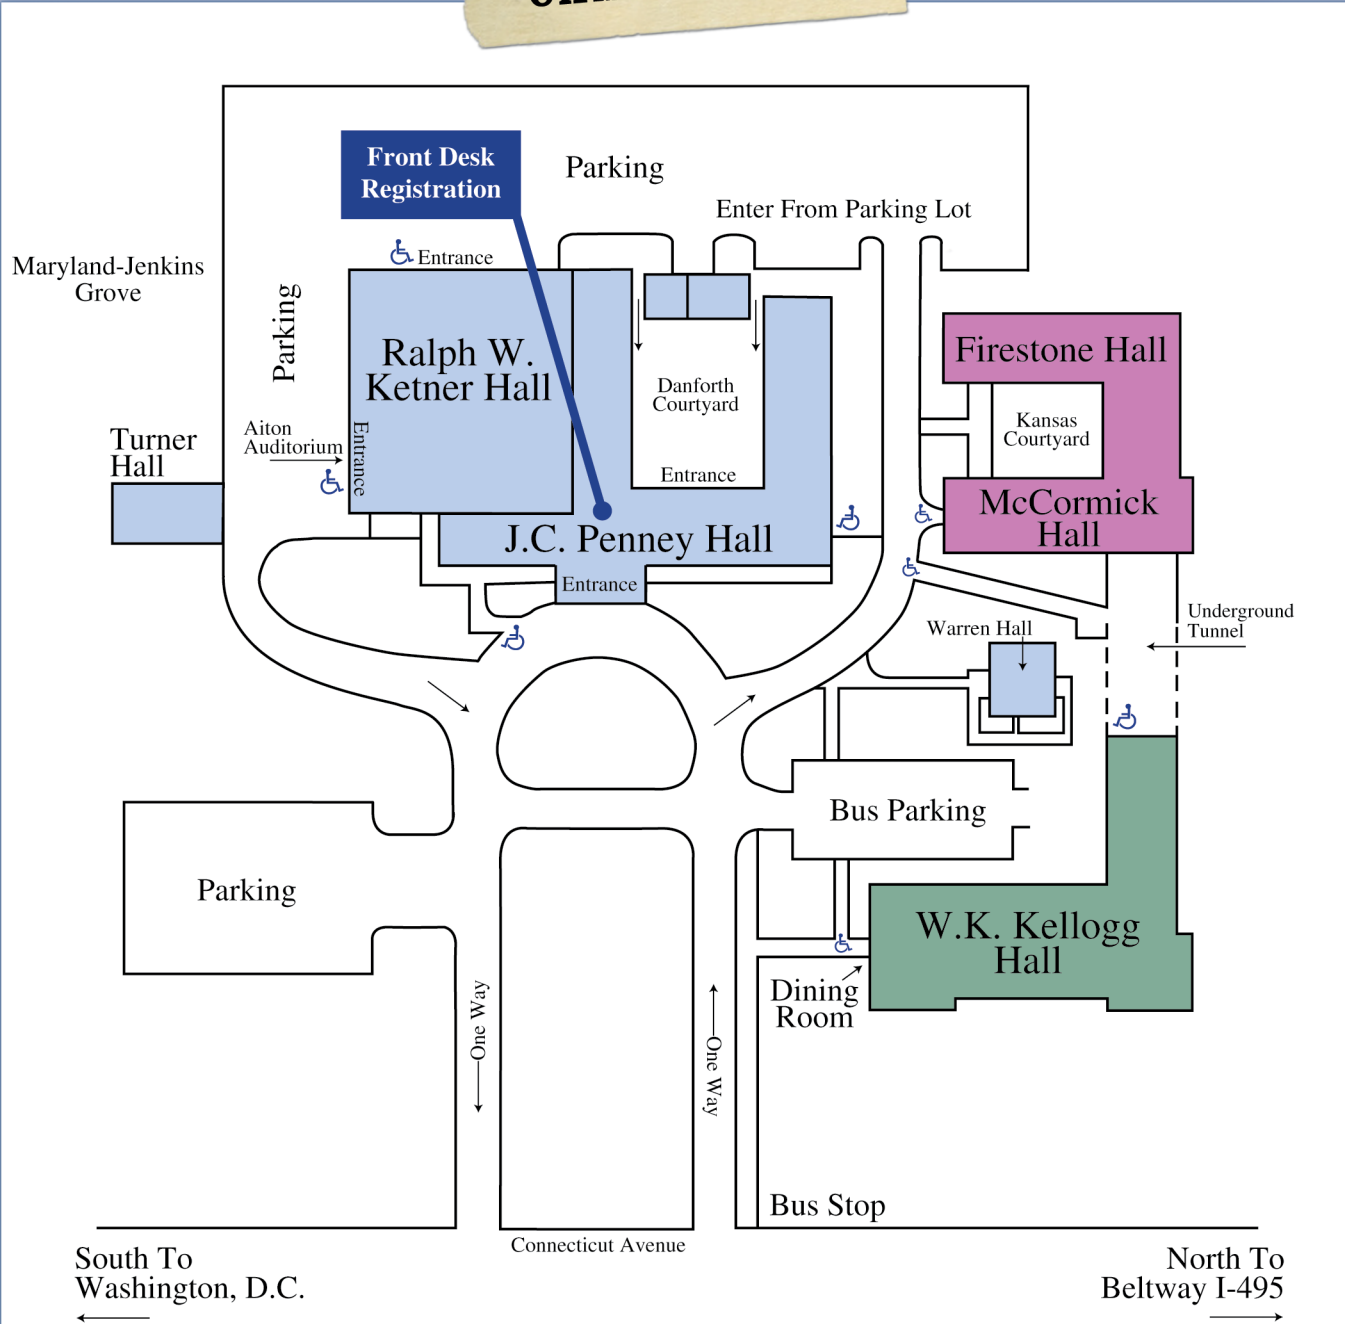 Front Desk
Registration
Parking
Enter From Parking Lot
Entrance
Maryland-Jenkins
Grove
Parking
Ralph W.
Ketner Hall
Danforth
Courtyard
Firestone Hall
Kansas
Courtyard
Turner
Hall
Aiton
Auditorium
Entrance
Entrance
McCormick
Hall
J.C. Penney Hall
Entrance
Underground
Tunnel
Warren Hall
Bus Parking
Parking
W.K. Kellogg
Hall
Dining
Room
One Way
One Way
Bus Stop
Connecticut Avenue
South To
Washington, D.C.
North To
Beltway I-495